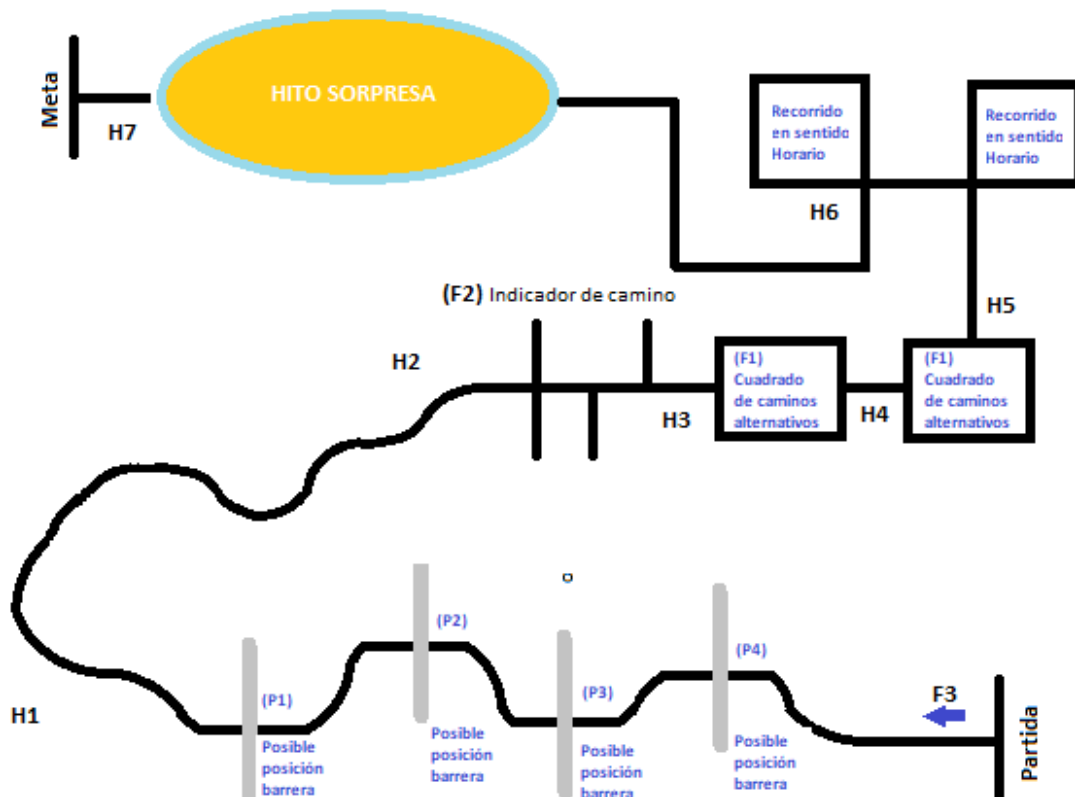 Meta
HITO SORPRESA
H7
Recorrido
en sentido
Horario
Recorrido
en sentido
Horario
H6
(F2) Indicador de camino
H5
H2
(F1)
Cuadrado
de caminos
alternativos
(F1)
Cuadrado
de caminos
alternativos
H3
H4
(P2)
(P4)
(P1)
(P3)
F3
H1
Posible
posición
barrera
Posible
posición
barrera
Posible
posición
barrera
Posible
posición
barrera
Partida